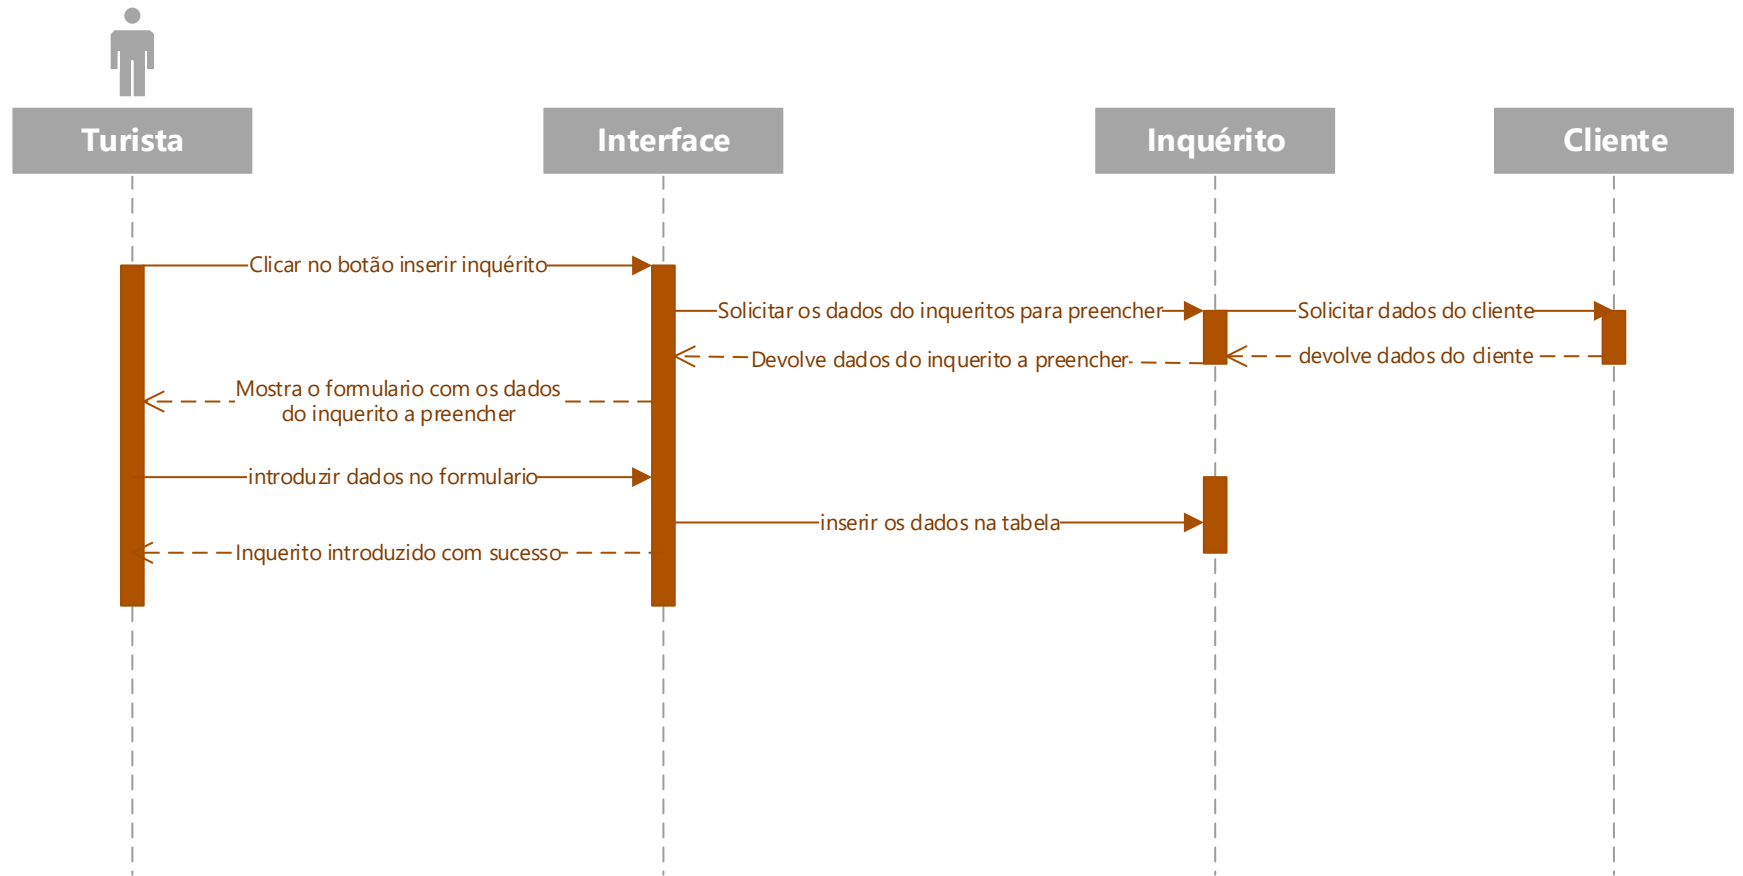 Turista
Interface
Inquérito
Cliente
Clicar no botão inserir inquérito
Solicitar os dados do inqueritos para preencher
Solicitar dados do cliente
Devolve dados do inquerito a preencher
devolve dados do cliente
Mostra o formulario com os dados
do inquerito a preencher
introduzir dados no formulario
inserir os dados na tabela
Inquerito introduzido com sucesso